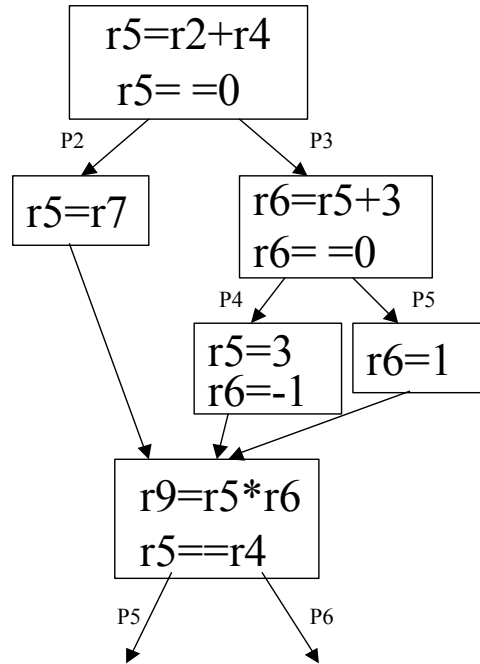 r5=r2+r4
r5= =0
P2
P3
r5=r7
r6=r5+3
r6= =0
P4
P5
r5=3
r6=-1
r6=1
r9=r5*r6
r5==r4
P5
P6